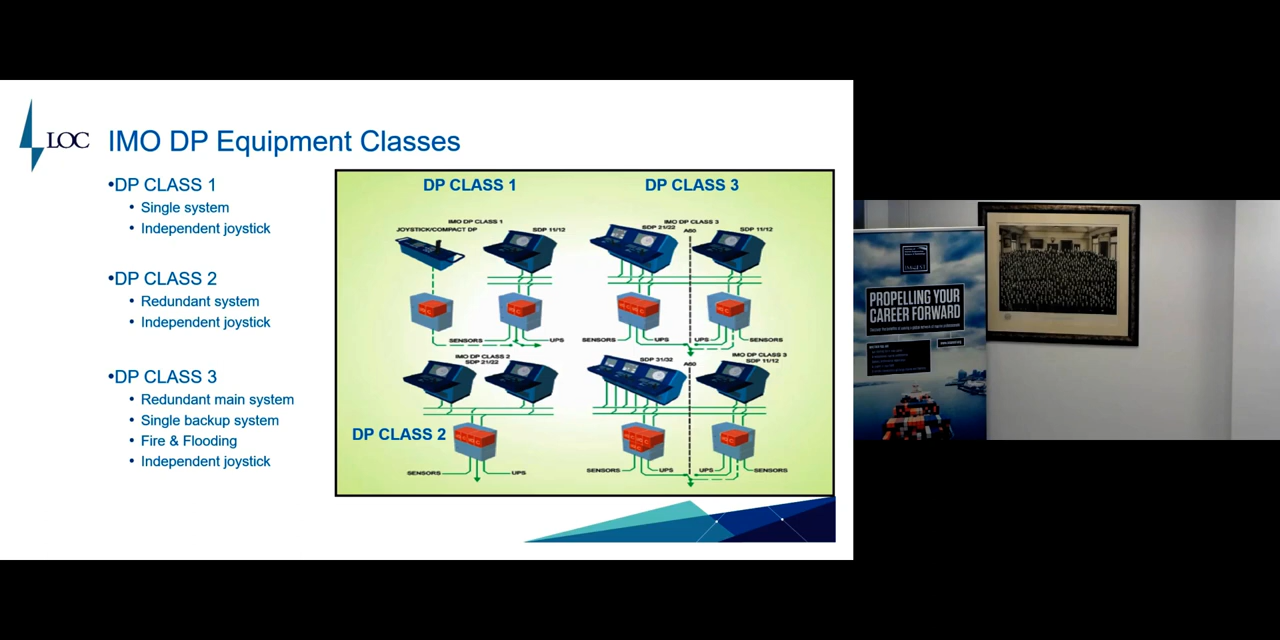 LOC
IMO DP Equipment Classes
•DP CLASS 1
• Single system
• Independent joystick
•DP CLASS 2
• Redundant system
• Independent joystick
•DP CLASS 3
• Redundant main system
• Single backup system
• Fire & Flooding
• Independent joystick
DP CLASS 1
DP CLASS 3
IMO DP CLASS 1
JOYSTICK/COMPACT DP
SDP 11/12
IMO DP CLASS 3
SDP 21/22
A60
SDP 11/12
SENSORS
UPS
SENSORS
UPS
UPS
SENSORS
IMO DP CLASS 2
SDP 21/22
SDP 31/32
A60
IMO DP CLASS 3
SDP 11/12
DP CLASS 2
SENSORS
UPS
SENSORS
UPS
UPS
SENSORS
PROPELLING YOUR
CAREER FORWARD